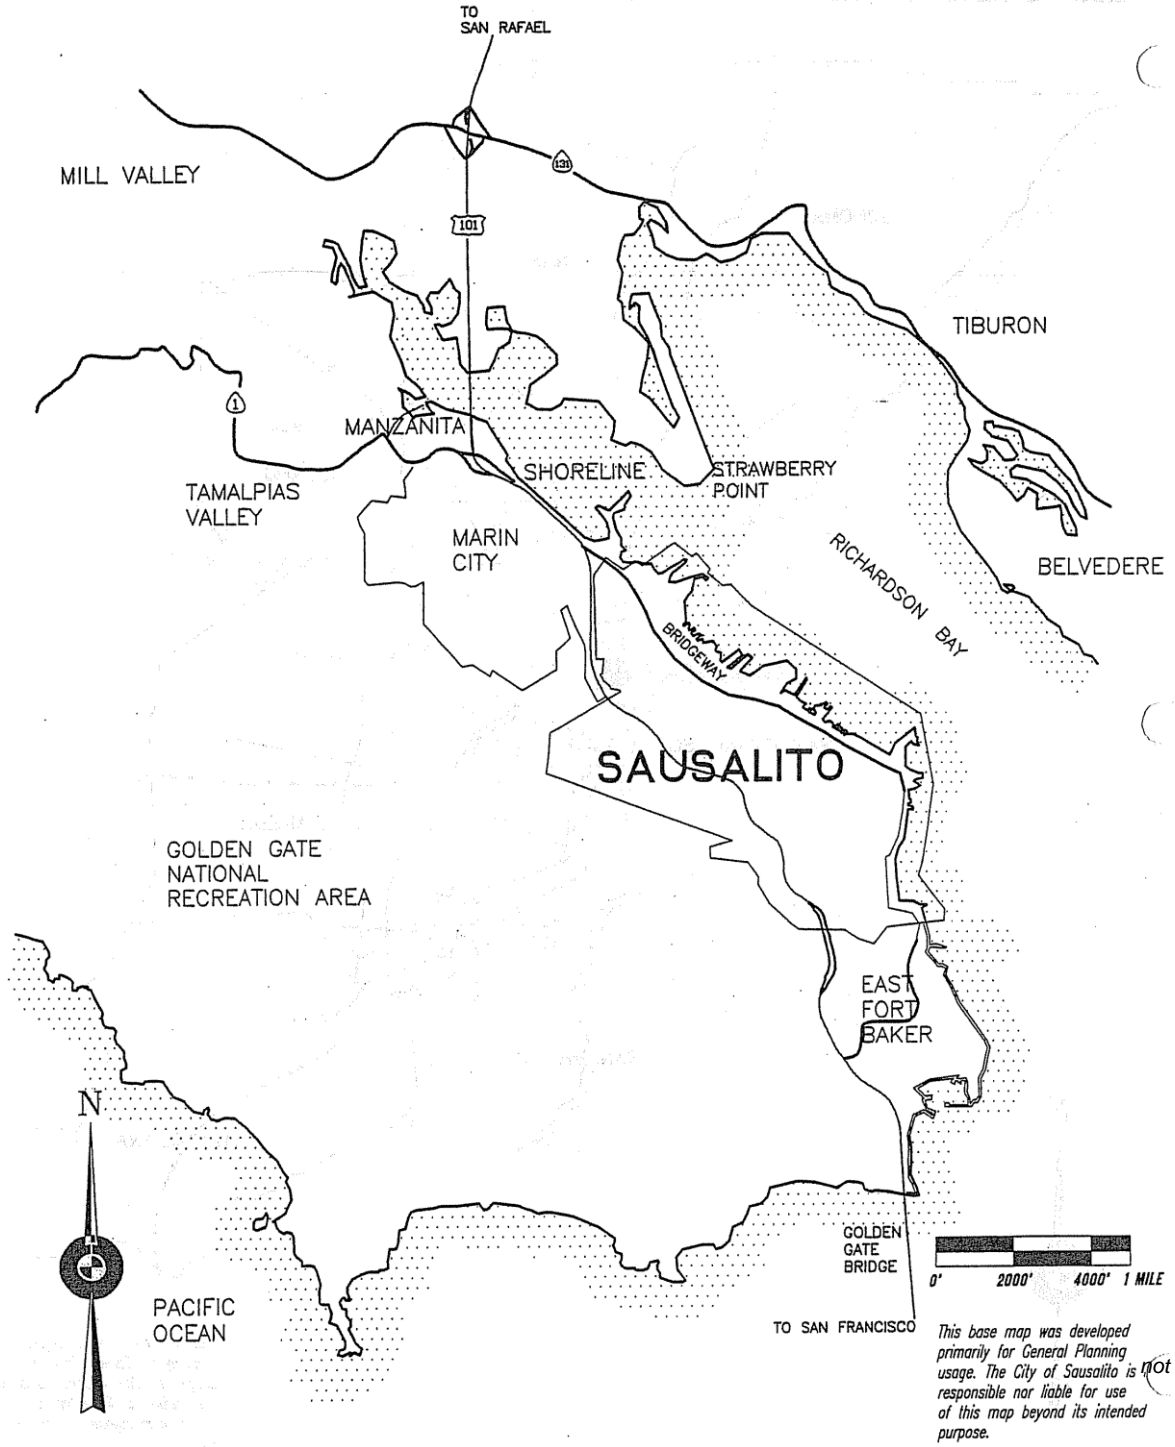 TO
SAN RAFAEL
131
MILL VALLEY
101
TIBURON
1
MANZANITA
SHORELINE
STRAWBERRY
POINT
TAMALPIAS
VALLEY
MARIN
CITY
RICHARDSON BAY
BELVEDERE
BRIDGEWAY
SAUSALITO
GOLDEN GATE
NATIONAL
RECREATION AREA
EAST
FORT
BAKER
N
GOLDEN
GATE
BRIDGE
0' 2000' 4000' 1 MILE
PACIFIC
OCEAN
TO SAN FRANCISCO
This base map was developed
primarily for General Planning
usage. The City of Sausalito is not
responsible nor liable for use
of this map beyond its intended
purpose.